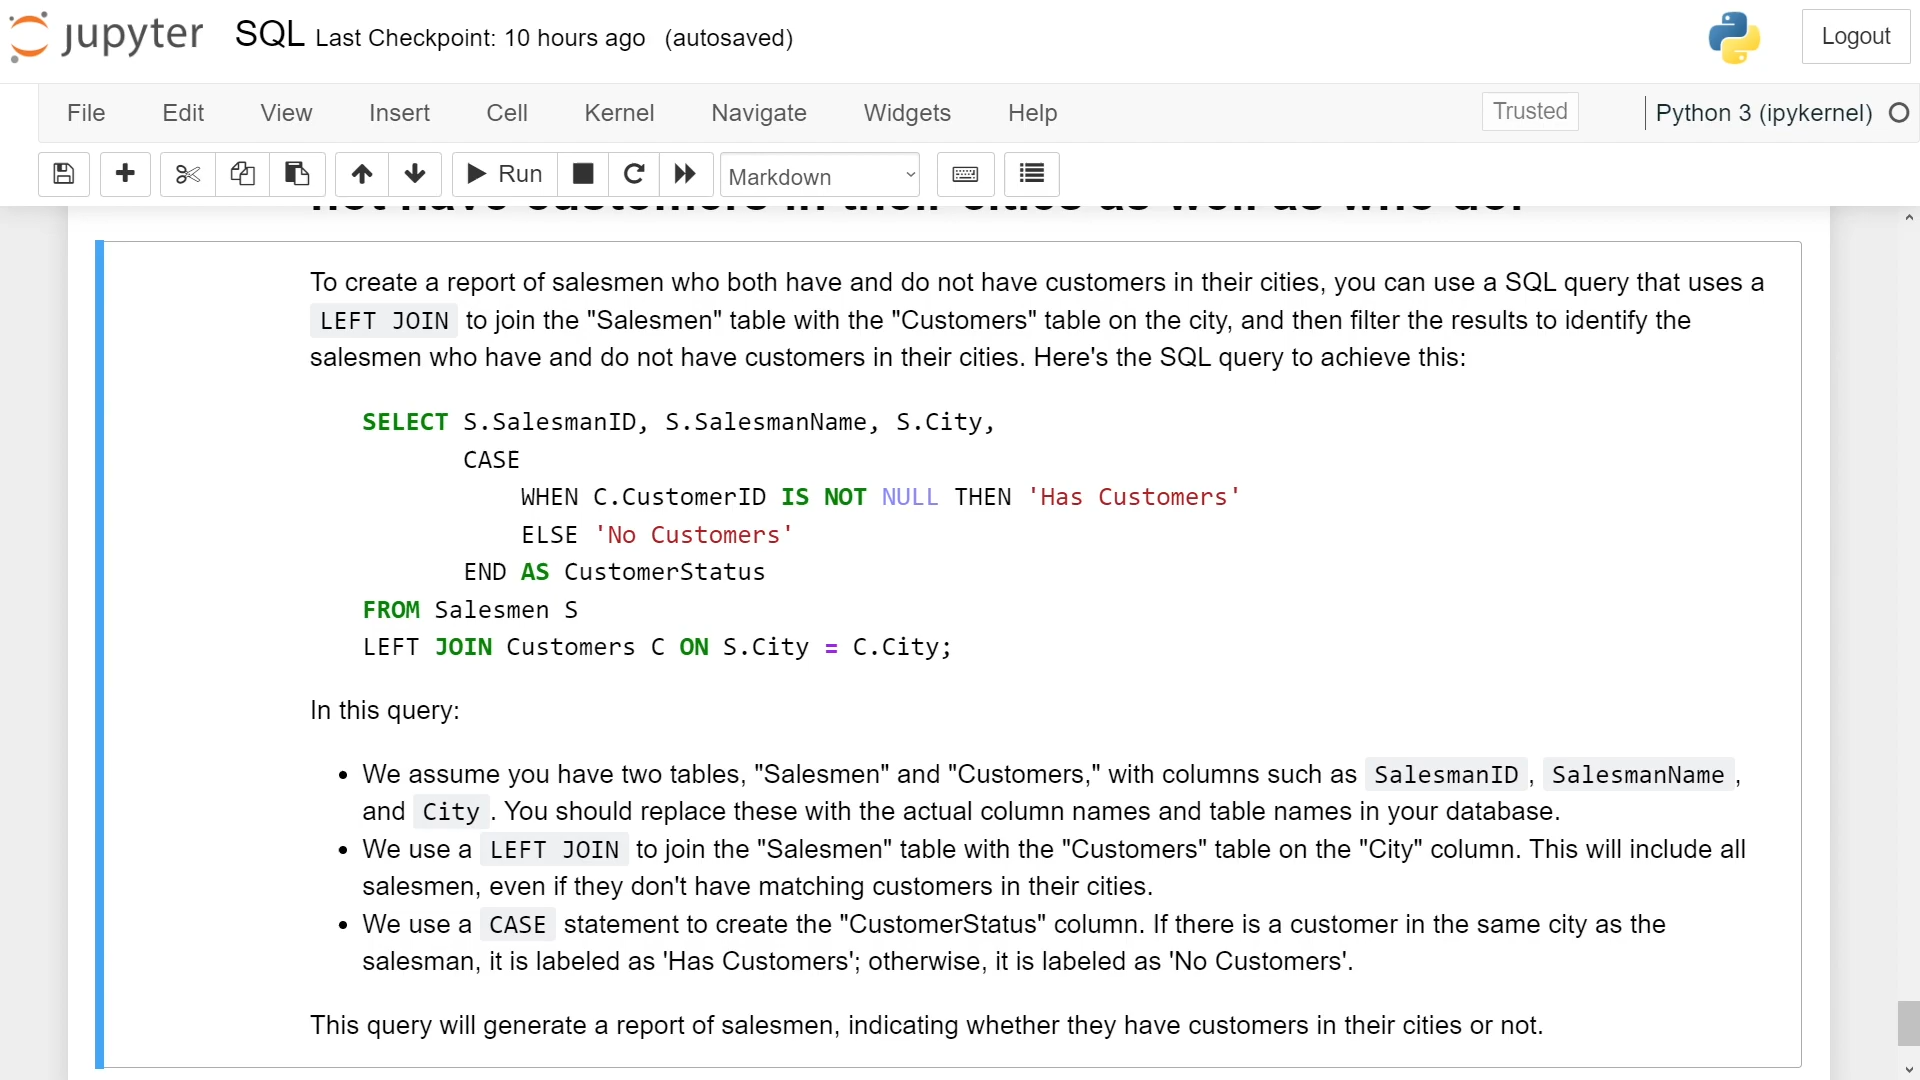 jupyter SQL Last Checkpoint: 10 hours ago (autosaved) Logout
File Edit View Insert Cell Kernel Navigate Widgets Help Trusted Python 3 (ipykernel)
Run Markdown
not have customers in their cities as well as who do.
To create a report of salesmen who both have and do not have customers in their cities, you can use a SQL query that uses a
LEFT JOIN to join the "Salesmen" table with the "Customers" table on the city, and then filter the results to identify the
salesmen who have and do not have customers in their cities. Here's the SQL query to achieve this:
SELECT S.SalesmanID, S.SalesmanName, S.City,
CASE
WHEN C.CustomerID IS NOT NULL THEN 'Has Customers'
ELSE 'No Customers'
END AS CustomerStatus
FROM Salesmen S
LEFT JOIN Customers C ON S.City = C.City;
In this query:
• We assume you have two tables, "Salesmen" and "Customers," with columns such as SalesmanID, SalesmanName,
and City. You should replace these with the actual column names and table names in your database.
• We use a LEFT JOIN to join the "Salesmen" table with the "Customers" table on the "City" column. This will include all
salesmen, even if they don't have matching customers in their cities.
• We use a CASE statement to create the "CustomerStatus" column. If there is a customer in the same city as the
salesman, it is labeled as 'Has Customers'; otherwise, it is labeled as 'No Customers'.
This query will generate a report of salesmen, indicating whether they have customers in their cities or not.